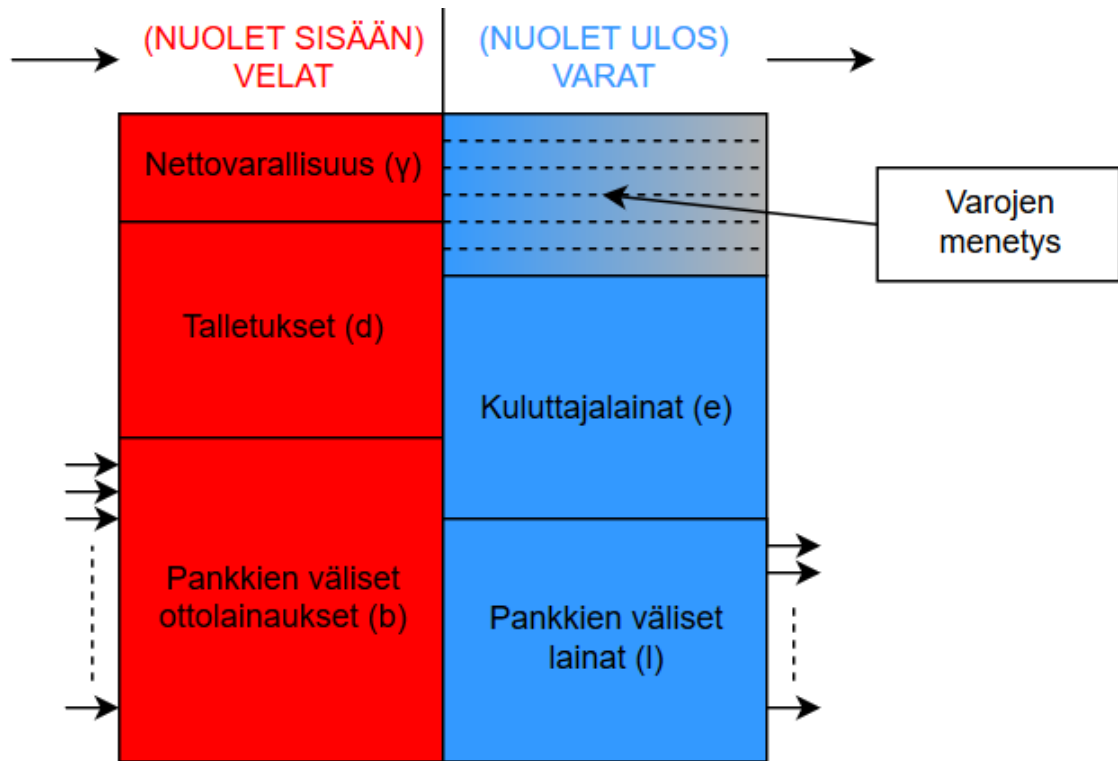 (NUOLET SISÄÄN)
VELAT
(NUOLET ULOS)
VARAT
Nettovarallisuus (γ)
Varojen
menetys
Talletukset (d)
Kuluttajalainat (e)
Pankkien väliset
ottolainaukset (b)
Pankkien väliset
lainat (l)